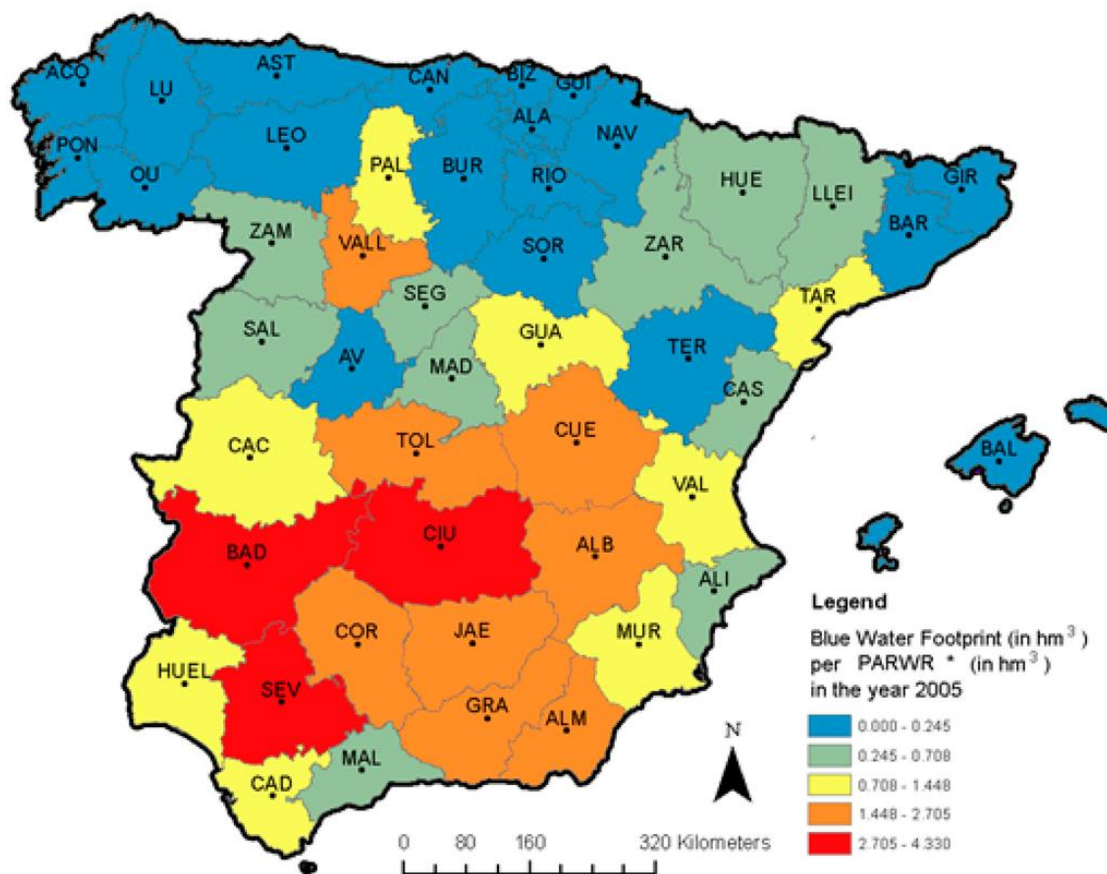 ACO
LU
AST
CAN
BIZ
GUI
PON
OU
LEO
PAL
BUR
ALA
RIO
NAV
HUE
LLEI
GIR
BAR
ZAM
VALL
SOR
ZAR
SEG
TAR
SAL
AV
MAD
GUA
TER
CAS
CAC
TOL
CUE
BAL
VAL
BAD
CIU
ALB
ALI
HUEL
COR
JAE
MUR
SEV
GRA
ALM
CAD
MAL
N
0 80 160 320 Kilometers
Legend
Blue Water Footprint (in hm³)
per PARWR * (in hm³)
in the year 2005
0.000 - 0.245
0.245 - 0.708
0.708 - 1.448
1.448 - 2.705
2.705 - 4.330